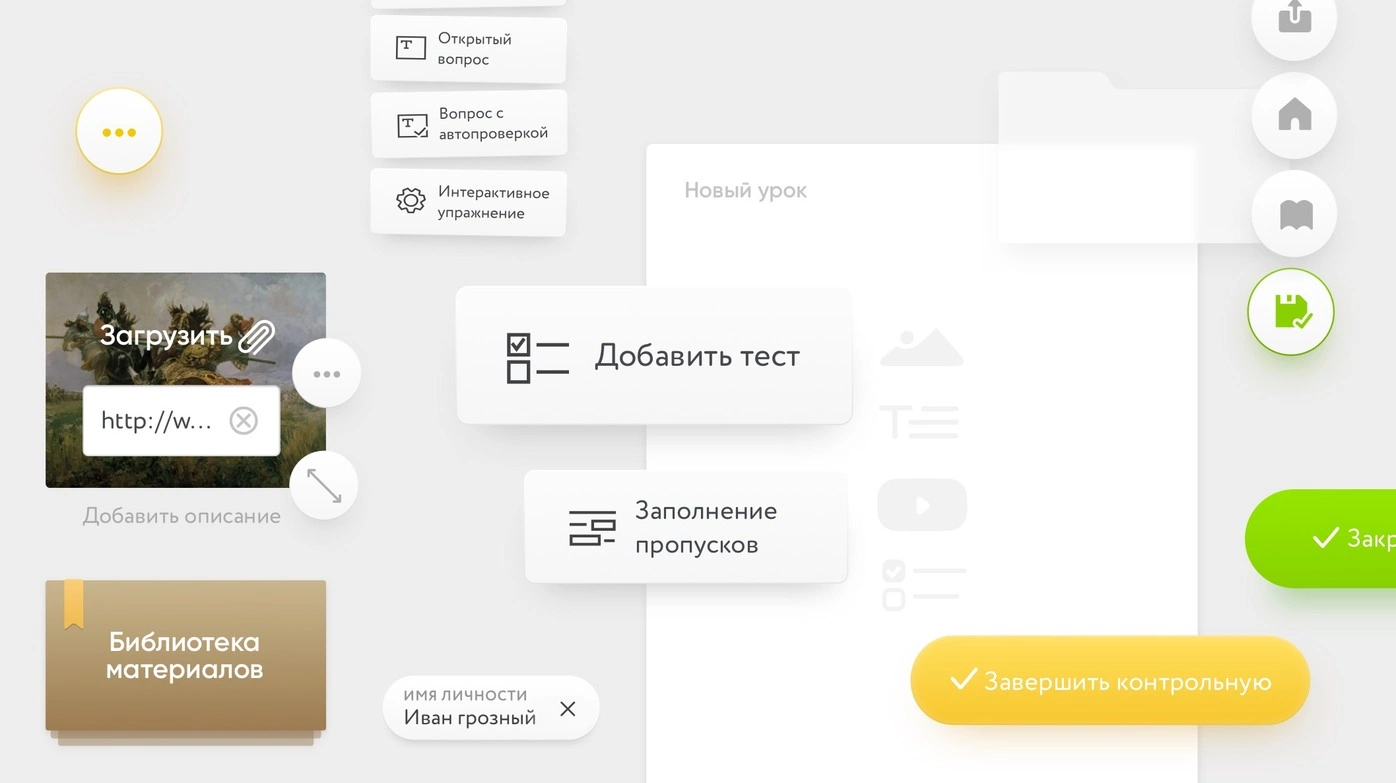 Открытый
вопрос
Вопрос с
автопроверкой
Интерактивное
упражнение
Новый урок
Загрузить
http://w...
Добавить описание
Добавить тест
Заполнение
пропусков
Библиотека
материалов
ИМЯ ЛИЧНОСТИ
Иван грозный
Закр
Завершить контрольную